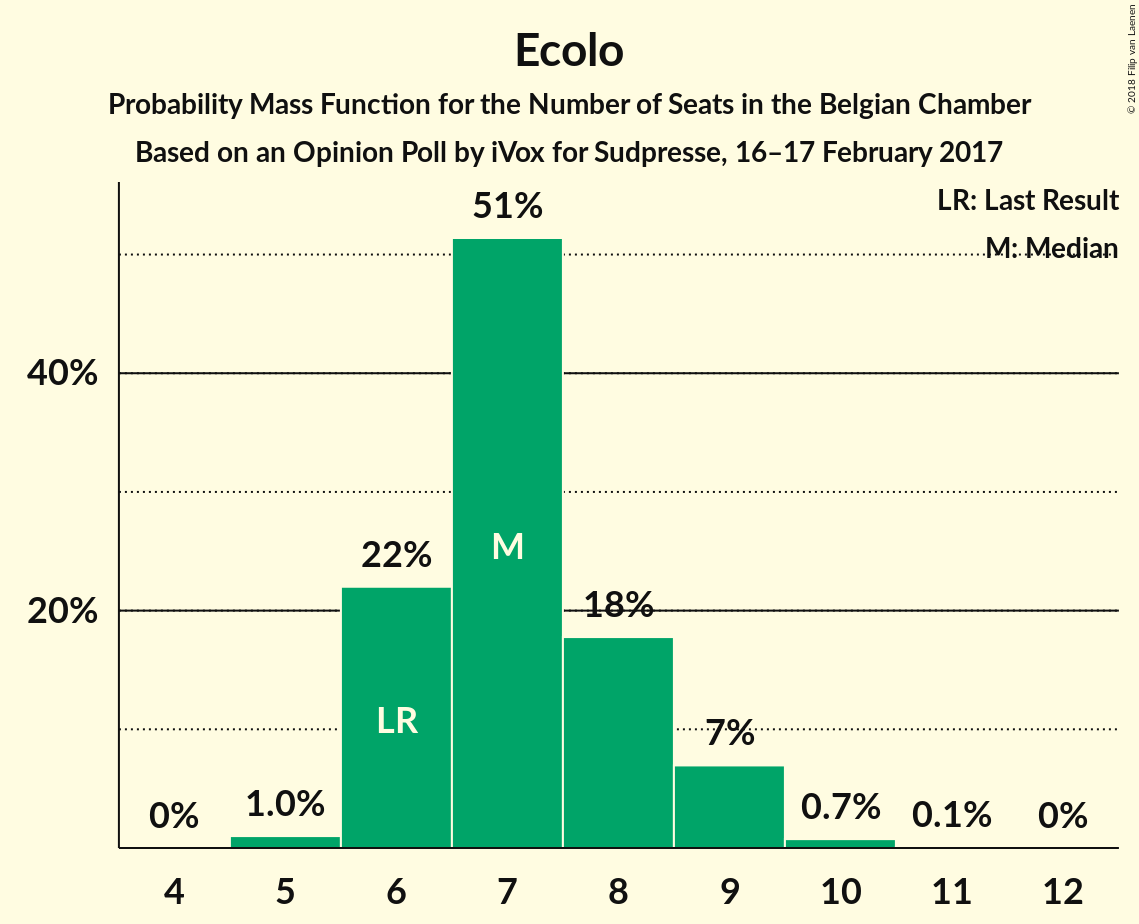 Ecolo
Probability Mass Function for the Number of Seats in the Belgian Chamber
Based on an Opinion Poll by iVox for Sudpresse, 16–17 February 2017
© 2018 Filip van Laenen
LR: Last Result
M: Median
51%
40%
22%
M
20%
18%
LR
7%
0%
1.0%
0.7%
0.1%
0%
4 5 6 7 8 9 10 11 12